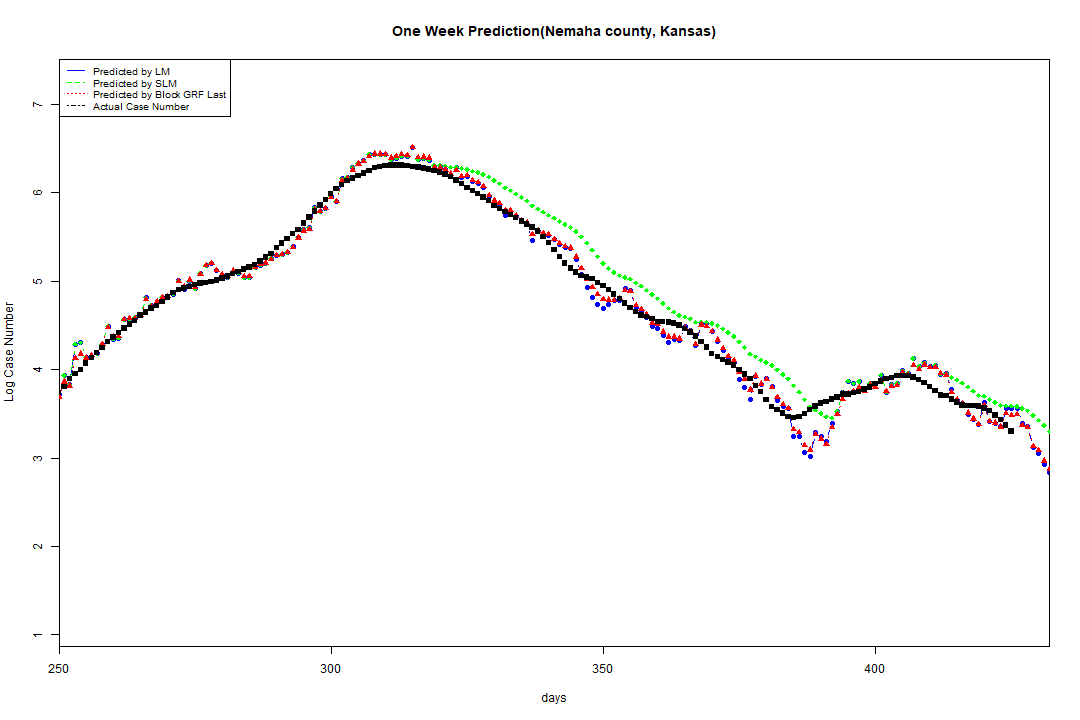 One Week Prediction(Nemaha county, Kansas)
Predicted by LM
Predicted by SLM
Predicted by Block GRF Last
Actual Case Number
7
6
5
4
3
2
1
Log Case Number
250 300 350 400
days